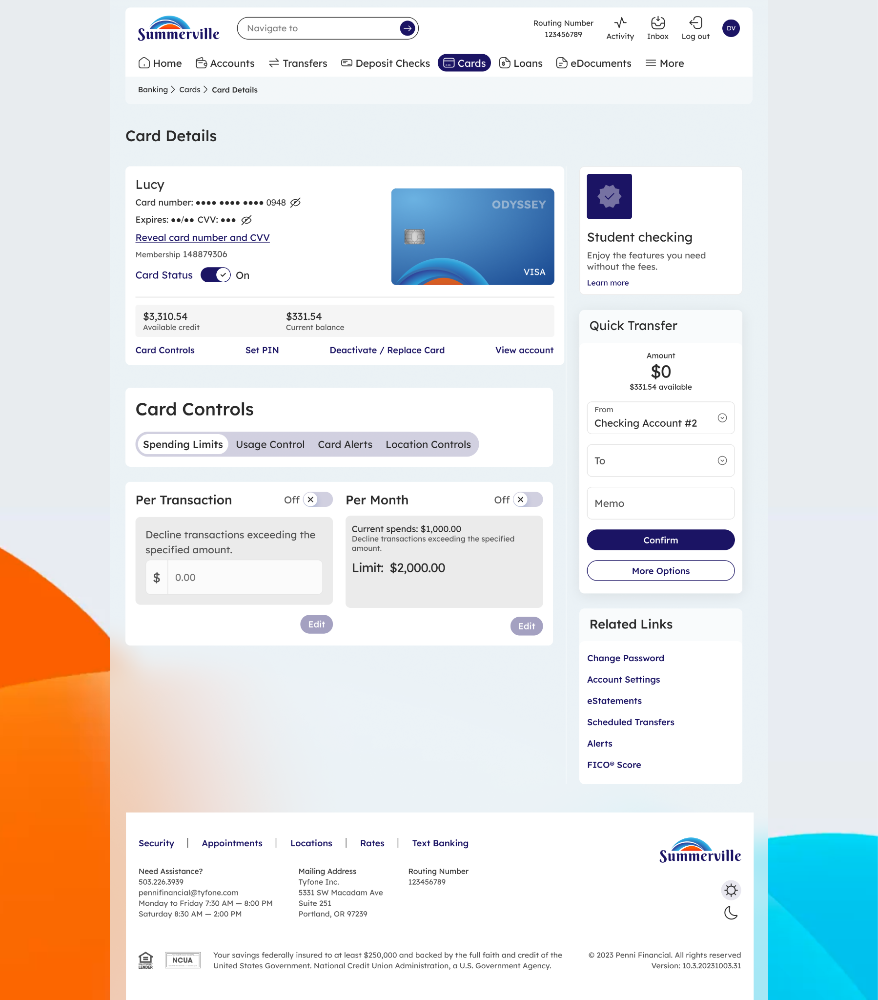 Summerville
Navigate to
Routing Number
123456789
Activity
Inbox
Log out
DV
Home
Accounts
Transfers
Deposit Checks
Cards
Loans
eDocuments
More
Banking
Cards
Card Details
Card Details
Lucy
Card number: •••• •••• •••• 0948
Expires: ••/•• CVV: •••
Reveal card number and CVV
Membership 148879306
Card Status
On
ODYSSEY
VISA
$3,310.54
Available credit
$331.54
Current balance
Card Controls
Set PIN
Deactivate / Replace Card
View account
Student checking
Enjoy the features you need
without the fees.
Learn more
Card Controls
Spending Limits
Usage Control
Card Alerts
Location Controls
Per Transaction
Off
Decline transactions exceeding the
specified amount.
$
0.00
Edit
Per Month
Off
Current spends: $1,000.00
Decline transactions exceeding the specified
amount.
Limit: $2,000.00
Edit
Quick Transfer
Amount
$0
$331.54 available
From
Checking Account #2
To
Memo
Confirm
More Options
Related Links
Change Password
Account Settings
eStatements
Scheduled Transfers
Alerts
FICO® Score
Security
Appointments
Locations
Rates
Text Banking
Summerville
Need Assistance?
503.226.3939
pennifinancial@tyfone.com
Monday to Friday 7:30 AM — 8:00 PM
Saturday 8:30 AM — 2:00 PM
Mailing Address
Tyfone Inc.
5331 SW Macadam Ave
Suite 251
Portland, OR 97239
Routing Number
123456789
LENDER
NCUA
Your savings federally insured to at least $250,000 and backed by the full faith and credit of the
United States Government. National Credit Union Administration, a U.S. Government Agency.
© 2023 Penni Financial. All rights reserved
Version: 10.3.20231003.31